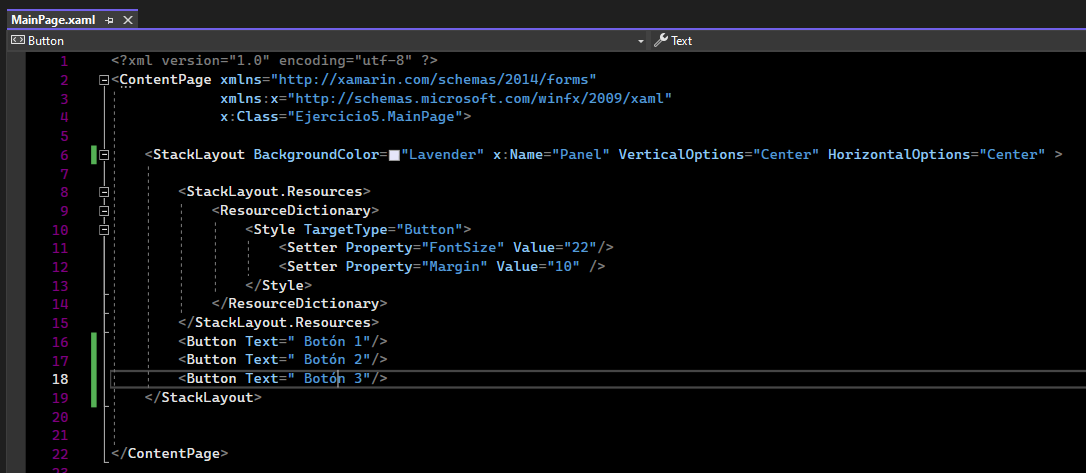 MainPage.xaml
Button
Text
1 <?xml version="1.0" encoding="utf-8" ?>
2 <ContentPage xmlns="http://xamarin.com/schemas/2014/forms"
3 xmlns:x="http://schemas.microsoft.com/winfx/2009/xaml"
4 x:Class="Ejercicio5.MainPage">
5
6 <StackLayout BackgroundColor="Lavender" x:Name="Panel" VerticalOptions="Center" HorizontalOptions="Center" >
7
8 <StackLayout.Resources>
9 <ResourceDictionary>
10 <Style TargetType="Button">
11 <Setter Property="FontSize" Value="22"/>
12 <Setter Property="Margin" Value="10" />
13 </Style>
14 </ResourceDictionary>
15 </StackLayout.Resources>
16 <Button Text=" Botón 1"/>
17 <Button Text=" Botón 2"/>
18 <Button Text=" Botón 3"/>
19 </StackLayout>
20
21
22 </ContentPage>
23